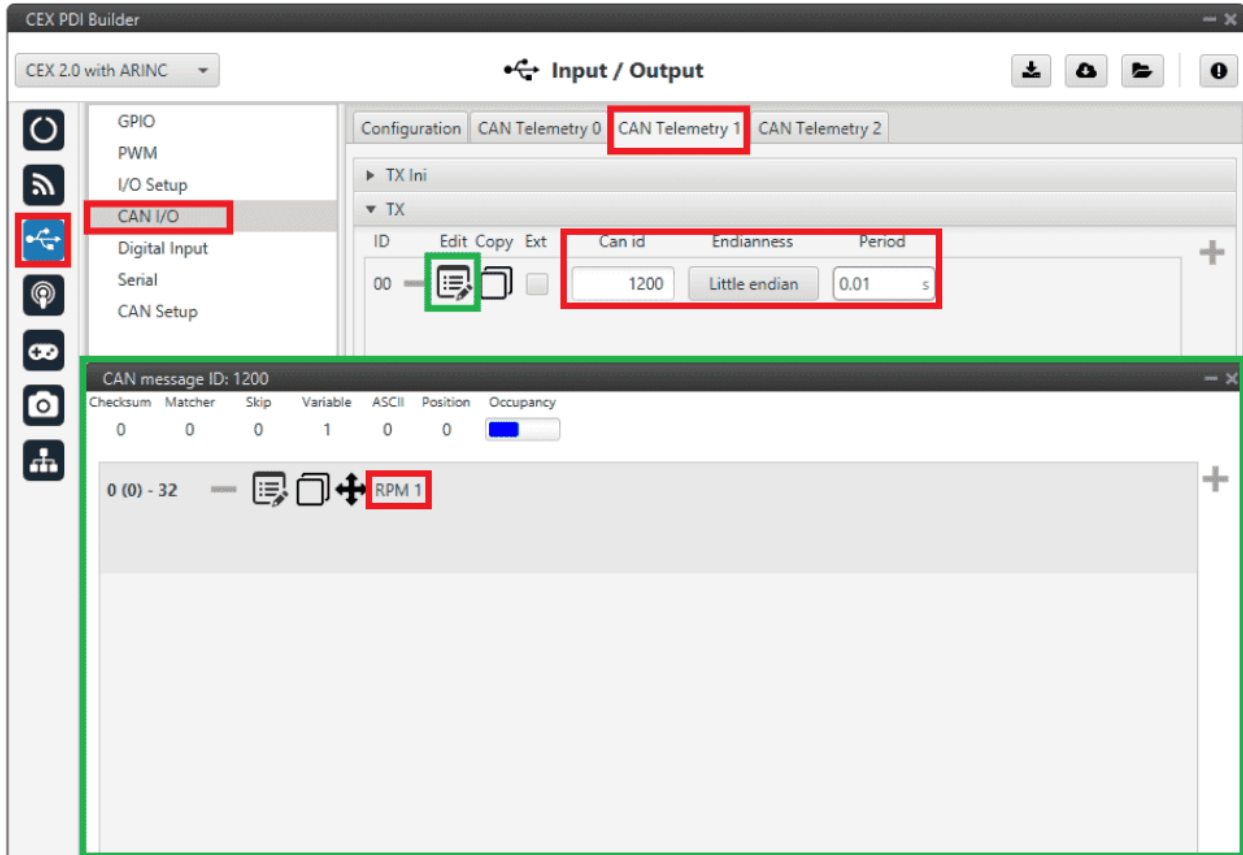 CEX PDI Builder
CEX 2.0 with ARINC
Input / Output
GPIO
PWM
I/O Setup
CAN I/O
Digital Input
Serial
CAN Setup
Configuration CAN Telemetry 0 CAN Telemetry 1 CAN Telemetry 2
TX Ini
TX
ID Edit Copy Ext Can id Endianness Period
00 1200 Little endian 0.01 s
CAN message ID: 1200
Checksum Matcher Skip Variable ASCII Position Occupancy
0 0 0 1 0 0
0 (0) - 32 RPM 1